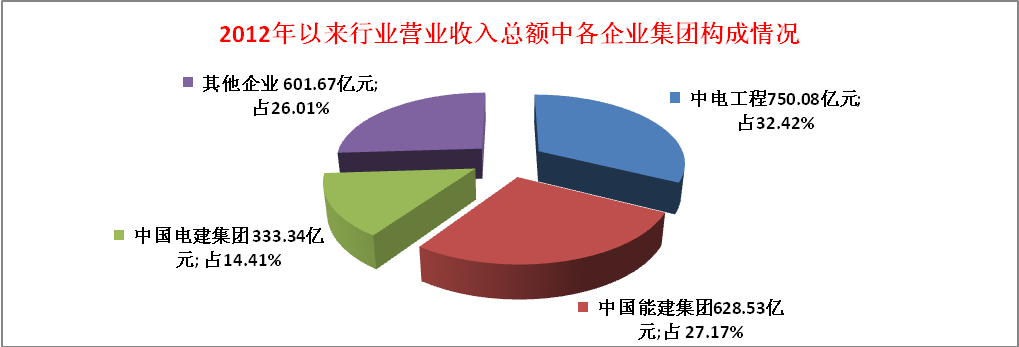 2012年以来行业营业收入总额中各企业集团构成情况
其他企业 601.67亿元;
占26.01%
中电工程750.08亿元;
占32.42%
中国电建集团333.34亿
元; 占14.41%
中国能建集团628.53亿
元;占 27.17%